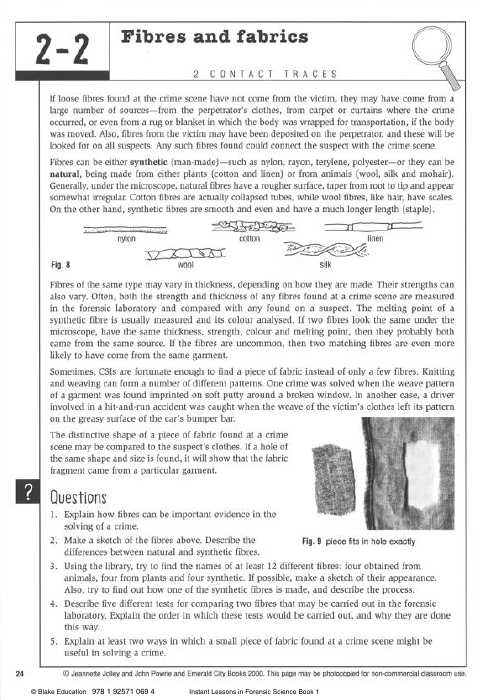 2-2
Fibres and fabrics
2 CONTACT TRACES
If loose fibres found at the crime scene have not come from the victim, they may have come from a
large number of sources—from the perpetrator's clothes, from carpet or curtains where the crime
occurred, or even from a rug or blanket in which the body was wrapped for transportation, if the body
was moved. Also, fibres from the victim may have been deposited on the perpetrator, and these will be
looked for on all suspects. Any such fibres found could connect the suspect with the crime scene.
Fibres can be either synthetic (man-made)—such as nylon, rayon, terylene, polyester—or they can be
natural, being made from either plants (cotton and linen) or from animals (wool, silk and mohair).
Generally, under the microscope, natural fibres have a rougher surface, taper from root to tip and appear
somewhat irregular. Cotton fibres are actually collapsed tubes, while wool fibres, like hair, have scales.
On the other hand, synthetic fibres are smooth and even and have a much longer length (staple).
nylon
cotton
linen
Fig. 8
wool
silk
Fibres of the same type may vary in thickness, depending on how they are made. Their strengths can
also vary. Often, both the strength and thickness of any fibres found at a crime scene are measured
in the forensic laboratory and compared with any found on a suspect. The melting point of a
synthetic fibre is usually measured and its colour analysed. If two fibres look the same under the
microscope, have the same thickness, strength, colour and melting point, then they probably both
came from the same source. If the fibres are uncommon, then two matching fibres are even more
likely to have come from the same garment.
Sometimes, CSIs are fortunate enough to find a piece of fabric instead of only a few fibres. Knitting
and weaving can form a number of different patterns. One crime was solved when the weave pattern
of a garment was found imprinted on soft putty around a broken window. In another case, a driver
involved in a hit-and-run accident was caught when the weave of the victim's clothes left its pattern
on the greasy surface of the car's bumper bar.
The distinctive shape of a piece of fabric found at a crime
scene may be compared to the suspect's clothes. If a hole of
the same shape and size is found, it will show that the fabric
fragment came from a particular garment.
Fig. 9 piece fits in hole exactly
?
Questions
1. Explain how fibres can be important evidence in the
solving of a crime.
2. Make a sketch of the fibres above. Describe the
differences between natural and synthetic fibres.
3. Using the library, try to find the names of at least 12 different fibres: four obtained from
animals, four from plants and four synthetic. If possible, make a sketch of their appearance.
Also, try to find out how one of the synthetic fibres is made, and describe the process.
4. Describe five different tests for comparing two fibres that may be carried out in the forensic
laboratory. Explain the order in which these tests would be carried out, and why they are done
this way.
5. Explain at least two ways in which a small piece of fabric found at a crime scene might be
useful in solving a crime.
24
© Jeannette Jolley and John Powrie and Emerald City Books 2000. This page may be photocopied for non-commercial classroom use.
© Blake Education 978 1 92571 069 4
Instant Lessons in Forensic Science Book 1